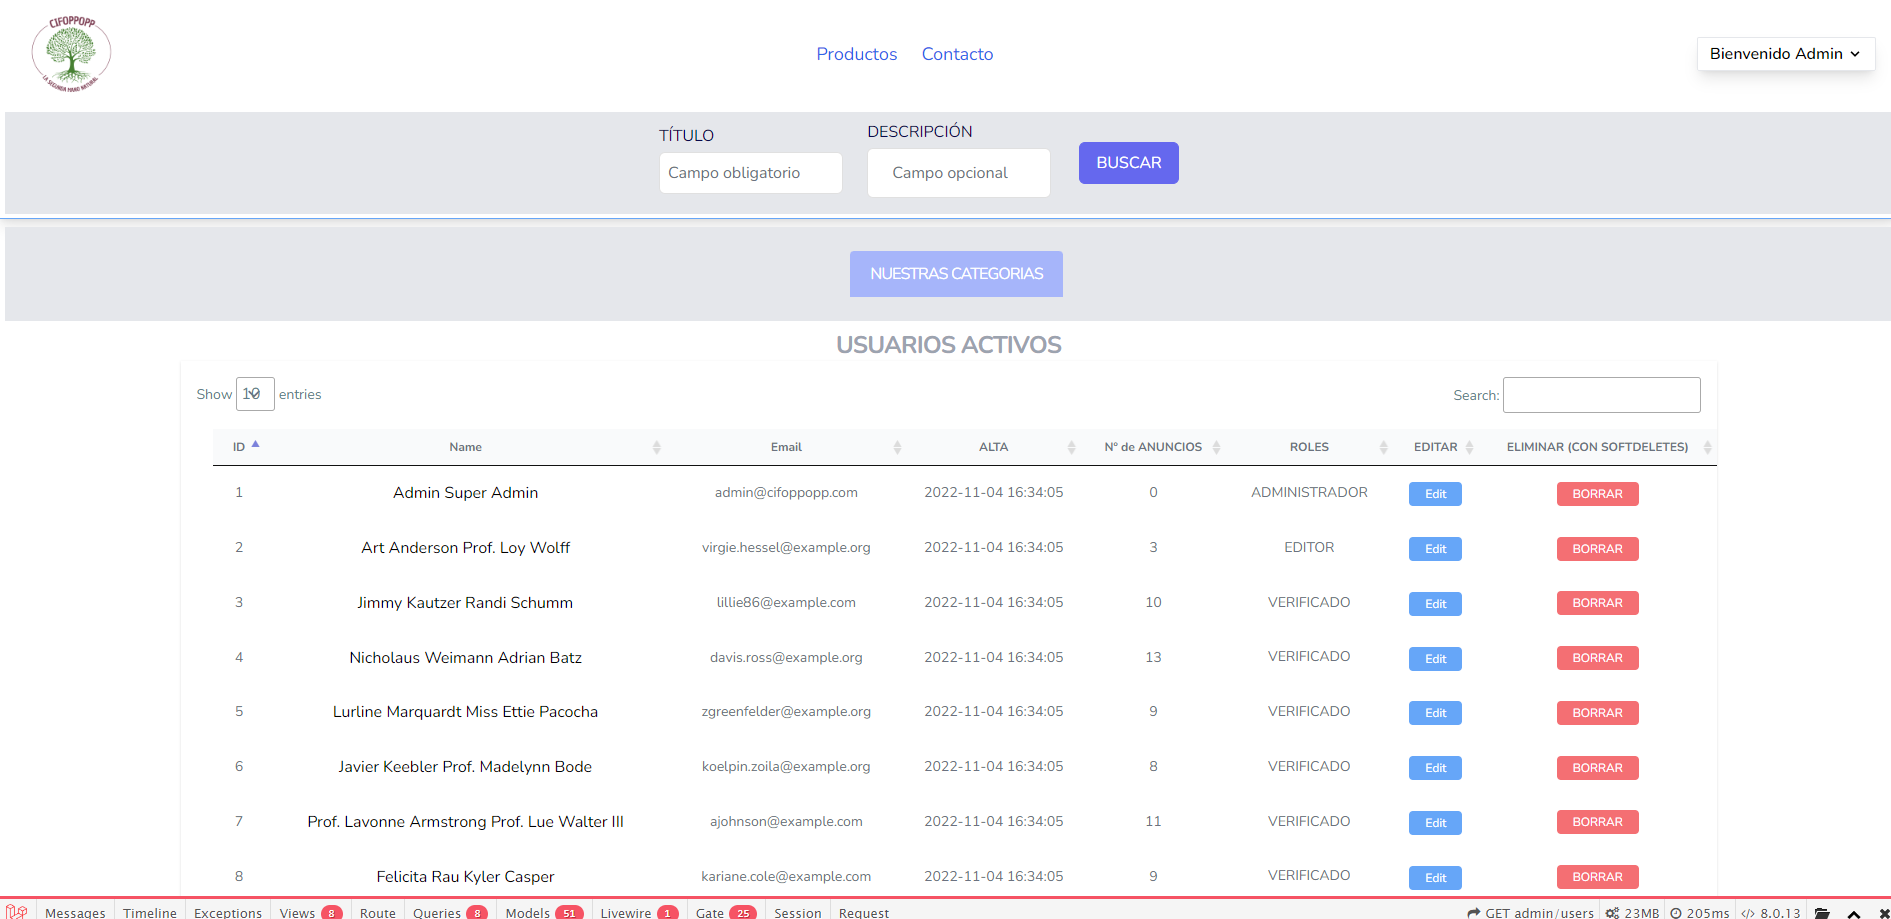 CIFOPPOPP
LA SEGUNDA MANO NATURAL
Productos Contacto
Bienvenido Admin
TÍTULO DESCRIPCIÓN
Campo obligatorio Campo opcional BUSCAR
NUESTRAS CATEGORIAS
USUARIOS ACTIVOS
Show 10 entries Search:
ID Name Email ALTA Nº de ANUNCIOS ROLES EDITAR ELIMINAR (CON SOFTDELETES)
1 Admin Super Admin admin@cifoppopp.com 2022-11-04 16:34:05 0 ADMINISTRADOR Edit BORRAR
2 Art Anderson Prof. Loy Wolff virgie.hessel@example.org 2022-11-04 16:34:05 3 EDITOR Edit BORRAR
3 Jimmy Kautzer Randi Schumm lillie86@example.com 2022-11-04 16:34:05 10 VERIFICADO Edit BORRAR
4 Nicholaus Weimann Adrian Batz davis.ross@example.org 2022-11-04 16:34:05 13 VERIFICADO Edit BORRAR
5 Lurline Marquardt Miss Ettie Pacocha zgreenfelder@example.org 2022-11-04 16:34:05 9 VERIFICADO Edit BORRAR
6 Javier Keebler Prof. Madelynn Bode koelpin.zoila@example.org 2022-11-04 16:34:05 8 VERIFICADO Edit BORRAR
7 Prof. Lavonne Armstrong Prof. Lue Walter III ajohnson@example.com 2022-11-04 16:34:05 11 VERIFICADO Edit BORRAR
8 Felicita Rau Kyler Casper kariane.cole@example.com 2022-11-04 16:34:05 9 VERIFICADO Edit BORRAR
Messages Timeline Exceptions Views 8 Route Queries 8 Models 51 Livewire 1 Gate 25 Session Request GET admin/users 23MB 205ms </> 8.0.13